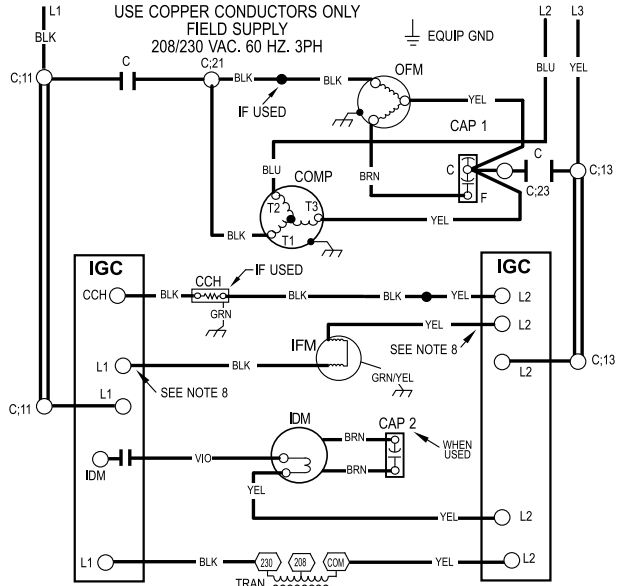 L1
USE COPPER CONDUCTORS ONLY
FIELD SUPPLY
208/230 VAC. 60 HZ. 3PH
EQUIP GND
L2
L3
BLK
C
C;11
C;21
BLK
IF USED
BLK
OFM
YEL
BLU
YEL
CAP 1
BLU
BRN
C
F
C
C;13
C;23
COMP
T2
T3
T1
BLK
YEL
IGC
CCH
BLK
CCH
IF USED
GRN
BLK
BLK
YEL
L2
IGC
YEL
L2
IFM
SEE NOTE 8
L1
BLK
GRN/YEL
L2
C;13
SEE NOTE 8
C;11
L1
IDM
CAP 2
WHEN
USED
BRN
BRN
IDM
VIO
YEL
YEL
L2
L1
BLK
230
208
COM
YEL
L2
TRAN